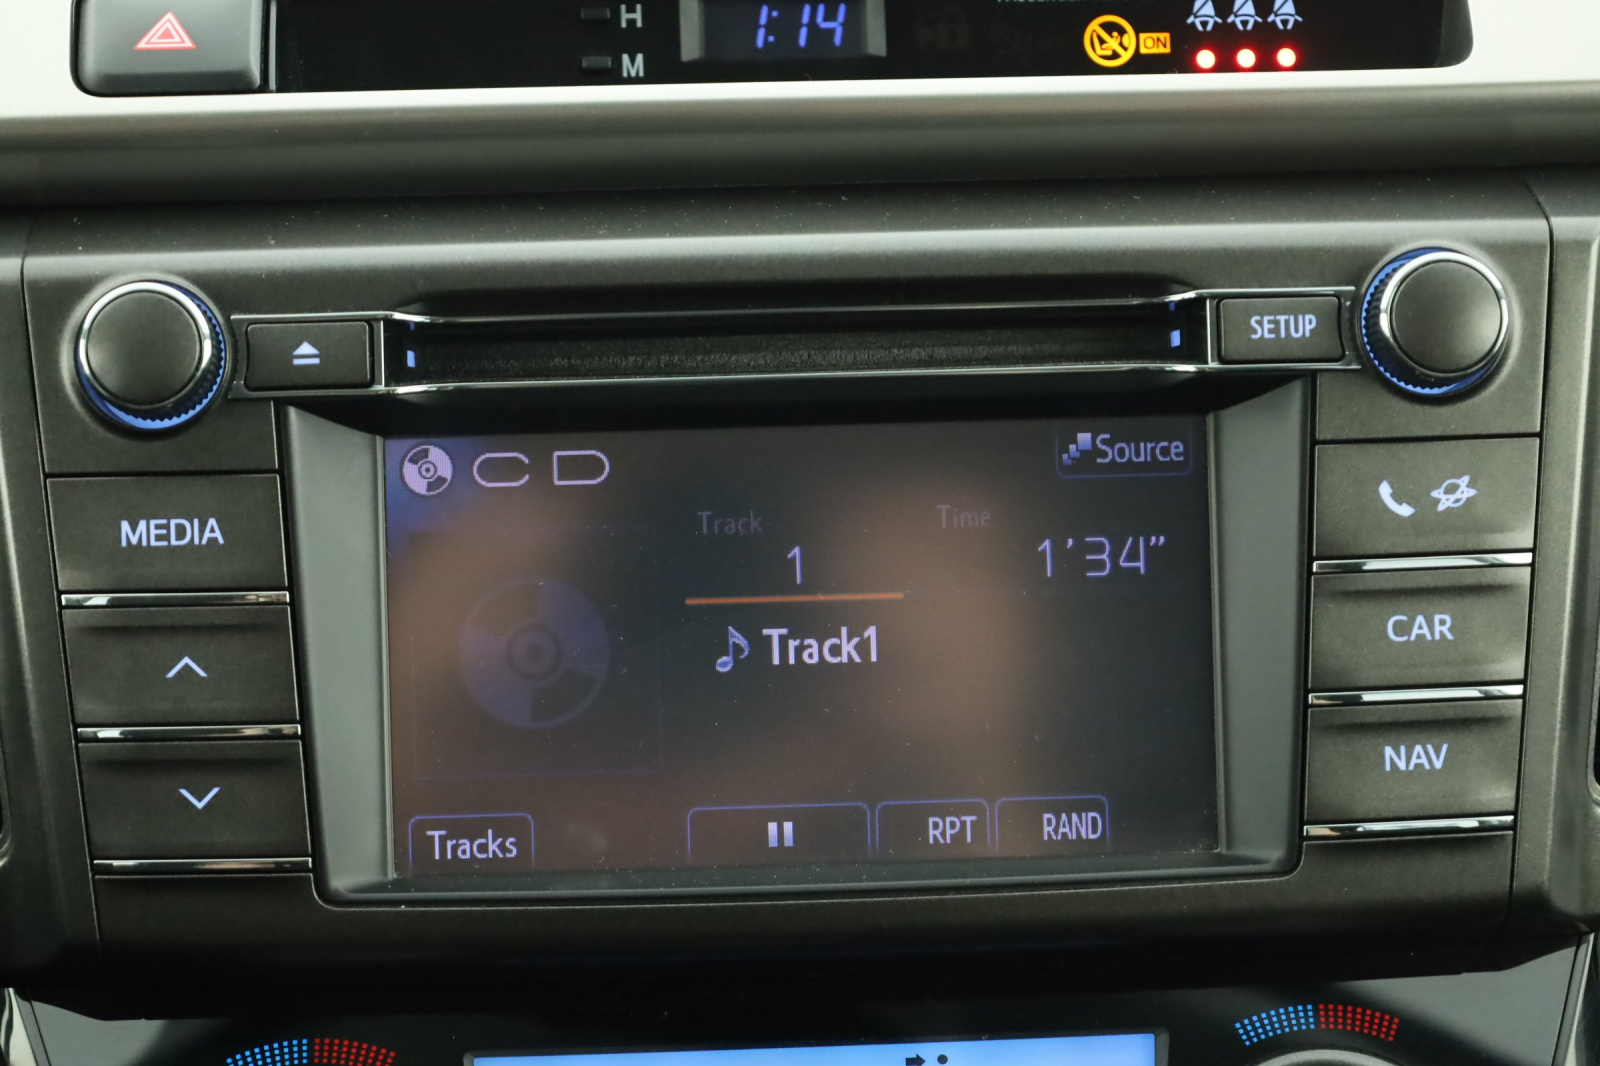 H
1:14
ON
M
SETUP
CD
Source
MEDIA
Track
Time
1
1'34"
Track1
CAR
NAV
Tracks
RPT
RAND